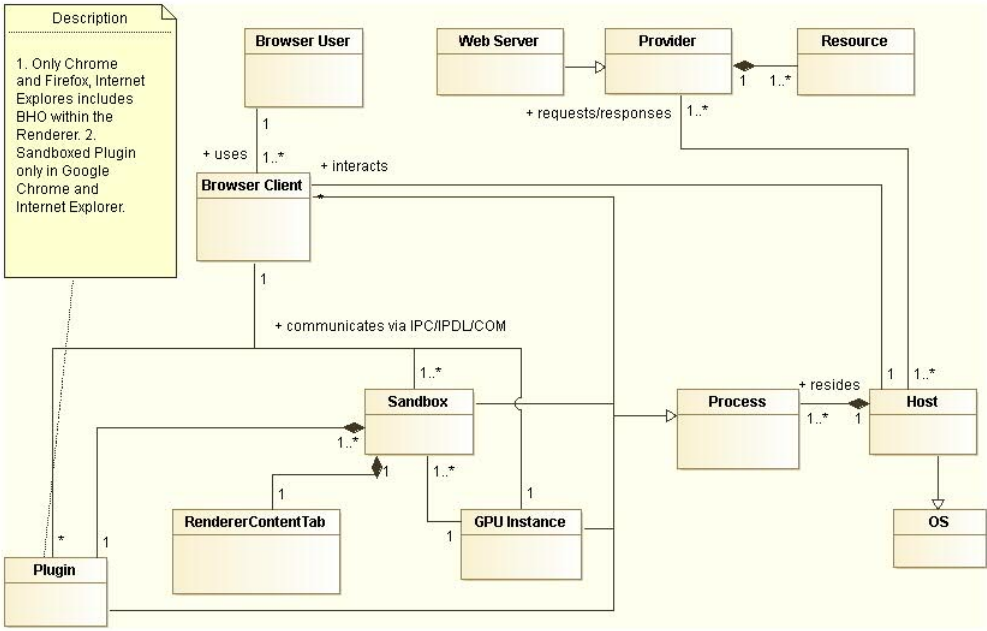 Description
1. Only Chrome
and Firefox, Internet
Explores includes
BHO within the
Renderer. 2.
Sandboxed Plugin
only in Google
Chrome and
Internet Explorer.
Browser User
Web Server
Provider
Resource
1
1..*
+ requests/responses
1..*
1
+ uses
1..*
+ interacts
Browser Client
*
1
+ communicates via IPC/IPDL/COM
1..*
+ resides
1
1..*
Sandbox
Process
Host
1..*
1
1..*
1
1..*
1
1
RendererContentTab
GPU Instance
1
OS
*
1
Plugin